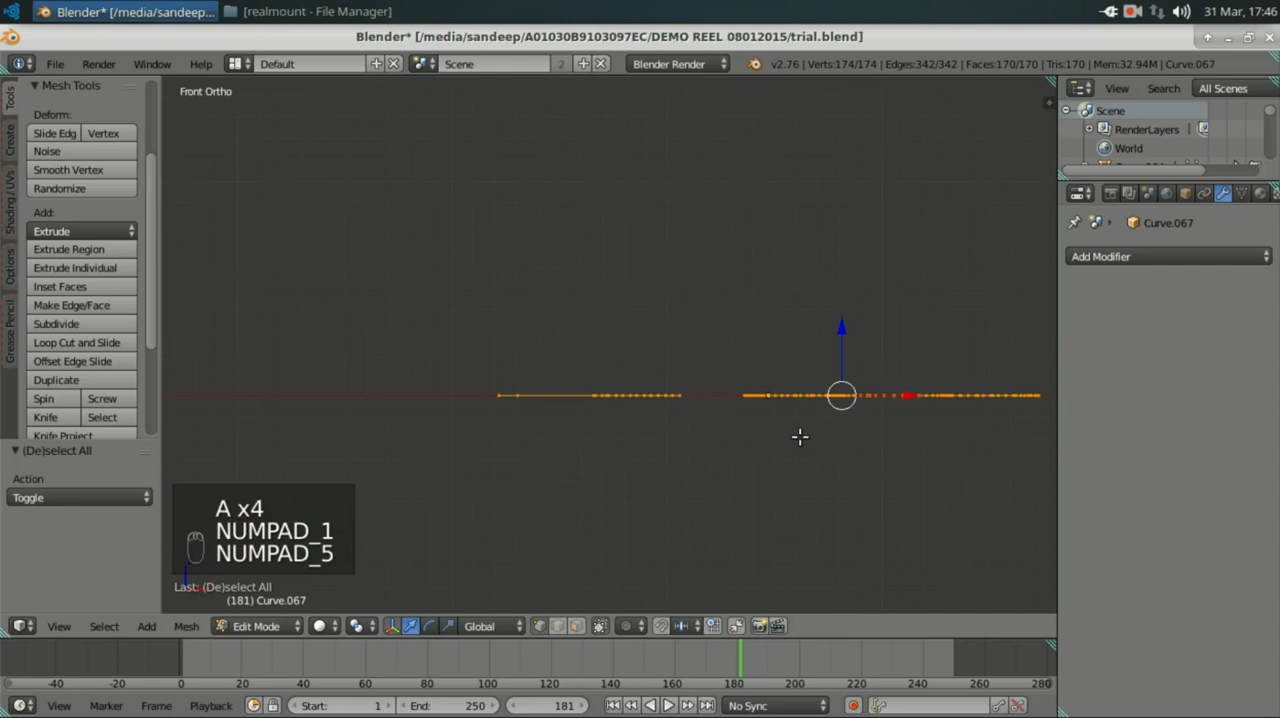 Blender* [/media/sandeep...
[realmount - File Manager]
31 Mar, 17:46
Blender* [/media/sandeep/A01030B9103097EC/DEMO REEL 08012015/trial.blend]
File Render Window Help Default Scene 2 Blender Render v2.76 | Verts:174/174 | Edges:342/342 | Faces:170/170 | Tris:170 | Mem:32.94M | Curve.067
View Search All Scenes
Tools
Create
Shading / UVs
Options
Grease Pencil
Mesh Tools
Deform:
Slide Edg Vertex
Noise
Smooth Vertex
Randomize
Add:
Extrude
Extrude Region
Extrude Individual
Inset Faces
Make Edge/Face
Subdivide
Loop Cut and Slide
Offset Edge Slide
Duplicate
Spin Screw
Knife Select
Knife Project
(De)select All
Action
Toggle
Front Ortho
A x4
NUMPAD_1
NUMPAD_5
Last: (De)select All
(181) Curve.067
Scene
RenderLayers
World
Curve.067
Add Modifier
View Select Add Mesh Edit Mode Global
-40 -20 0 20 40 60 80 100 120 140 160 180 200 220 240 260 280
View Marker Frame Playback Start: 1 End: 250 181 No Sync